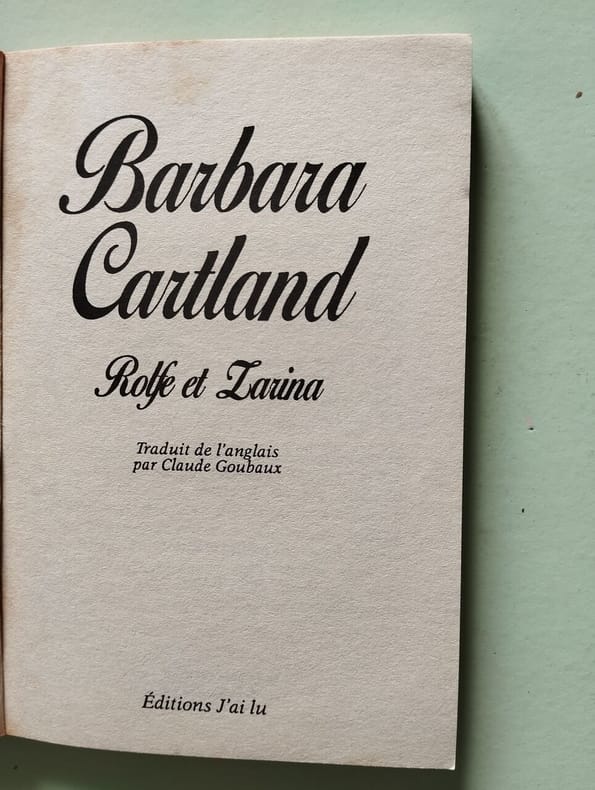 Barbara
Cartland
Rolfe et Zarina
Traduit de l'anglais
par Claude Goubaux
Éditions J'ai lu